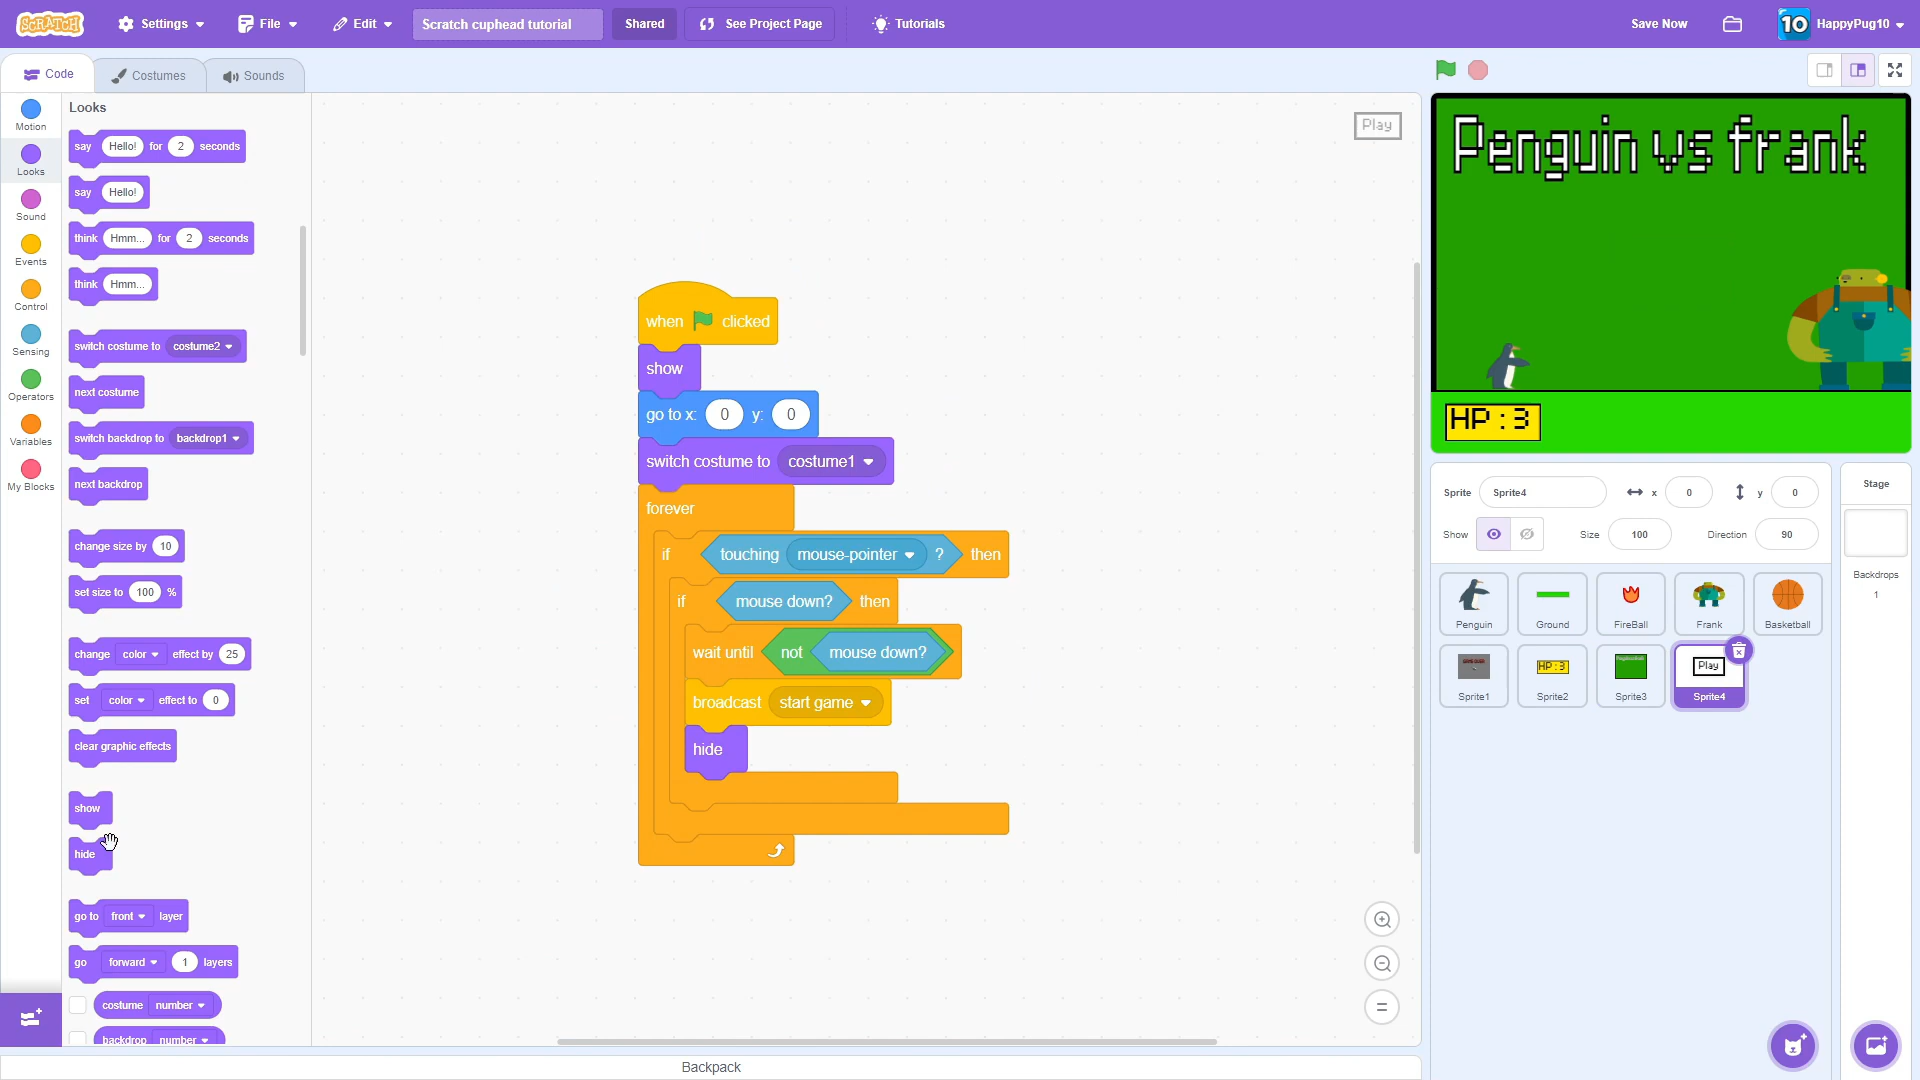 SCRATCH
Settings
File
Edit
Scratch cuphead tutorial
Shared
See Project Page
Tutorials
Save Now
10
HappyPug10
Code
Costumes
Sounds
Motion
Looks
Sound
Events
Control
Sensing
Operators
Variables
My Blocks
Looks
say Hello! for 2 seconds
say Hello!
think Hmm... for 2 seconds
think Hmm...
switch costume to costume2
next costume
switch backdrop to backdrop1
next backdrop
change size by 10
set size to 100 %
change color effect by 25
set color effect to 0
clear graphic effects
show
hide
go to front layer
go forward 1 layers
costume number
backdrop number
Play
when clicked
show
go to x: 0 y: 0
switch costume to costume1
forever
if touching mouse-pointer ? then
if mouse down? then
wait until not mouse down?
broadcast start game
hide
Backpack
Penguin vs frank
HP:3
Sprite Sprite4 x 0 y 0
Show Size 100 Direction 90
Penguin
Ground
FireBall
Frank
Basketball
Sprite1
HP:3
Sprite2
Sprite3
Play
Sprite4
Stage
Backdrops
1